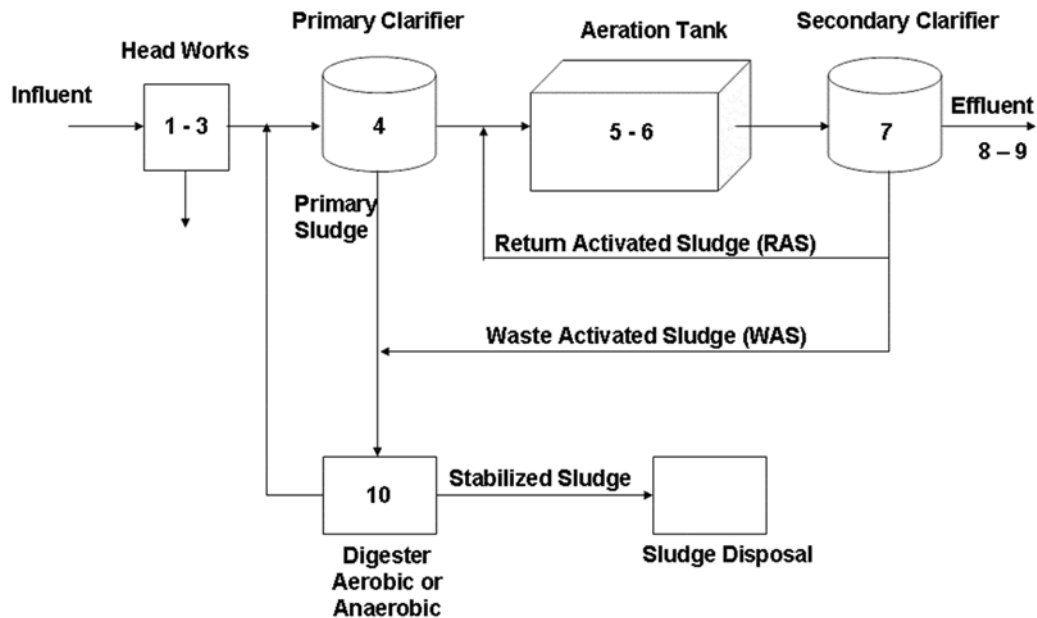 Primary Clarifier
Aeration Tank
Secondary Clarifier
Head Works
Influent
1 - 3
4
5 - 6
7
Effluent
8 – 9
Primary
Sludge
Return Activated Sludge (RAS)
Waste Activated Sludge (WAS)
10
Stabilized Sludge
Digester
Aerobic or
Anaerobic
Sludge Disposal